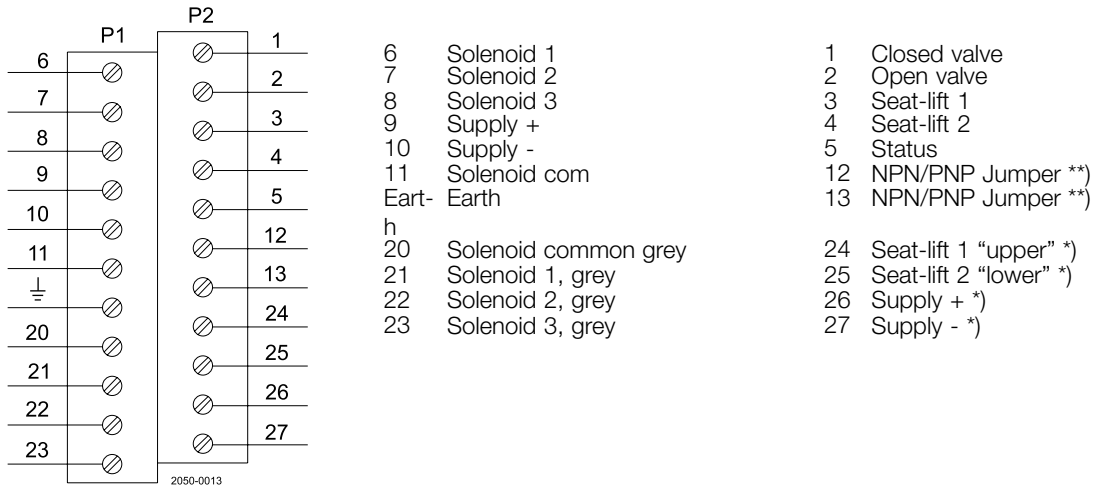 P1
P2
6
7
8
9
10
11
20
21
22
23
1
2
3
4
5
12
13
24
25
26
27
2050-0013
6 Solenoid 1
7 Solenoid 2
8 Solenoid 3
9 Supply +
10 Supply -
11 Solenoid com
Eart- Earth
h
20 Solenoid common grey
21 Solenoid 1, grey
22 Solenoid 2, grey
23 Solenoid 3, grey
1 Closed valve
2 Open valve
3 Seat-lift 1
4 Seat-lift 2
5 Status
12 NPN/PNP Jumper **)
13 NPN/PNP Jumper **)
24 Seat-lift 1 “upper” *)
25 Seat-lift 2 “lower” *)
26 Supply + *)
27 Supply - *)